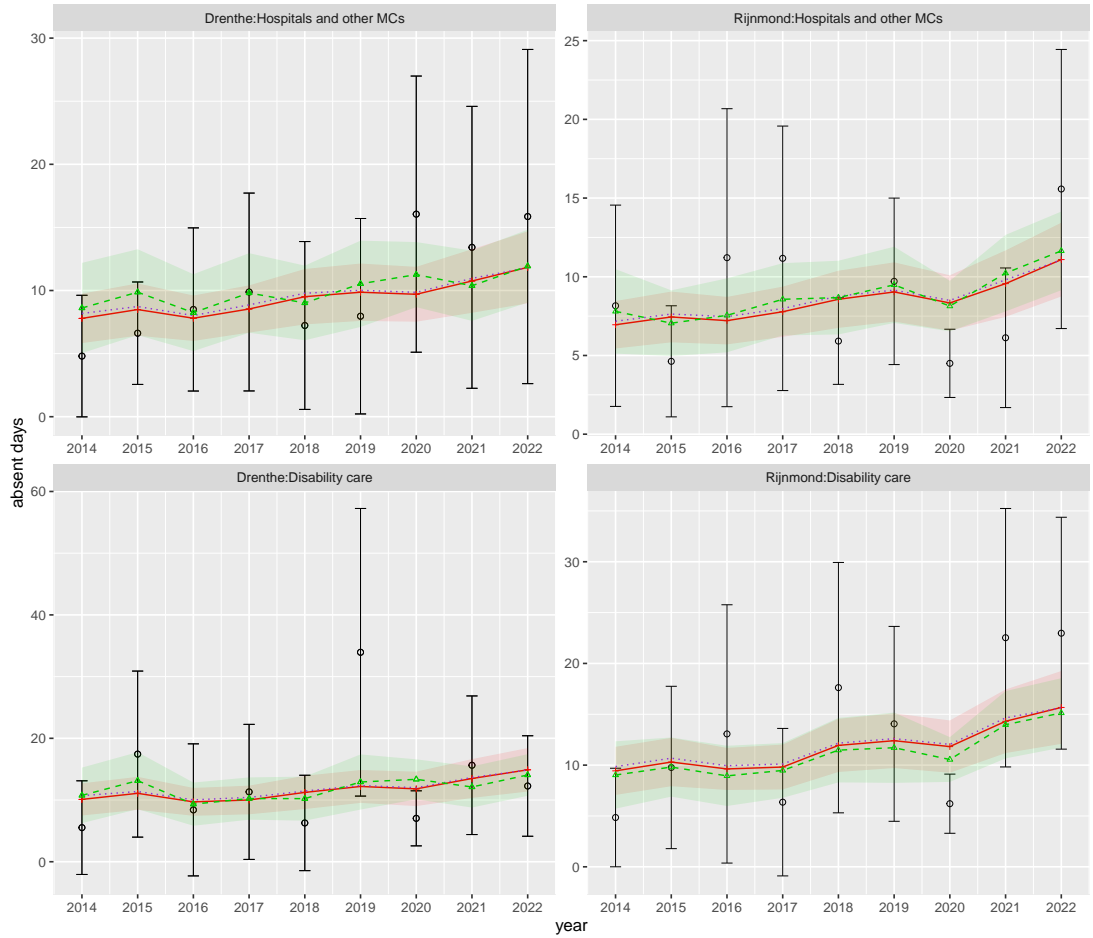 Drenthe:Hospitals and other MCs
Rijnmond:Hospitals and other MCs
30
20
10
0
25
20
15
10
5
0
2014 2015 2016 2017 2018 2019 2020 2021 2022
2014 2015 2016 2017 2018 2019 2020 2021 2022
absent days
Drenthe:Disability care
Rijnmond:Disability care
60
40
20
0
30
20
10
0
2014 2015 2016 2017 2018 2019 2020 2021 2022
2014 2015 2016 2017 2018 2019 2020 2021 2022
year